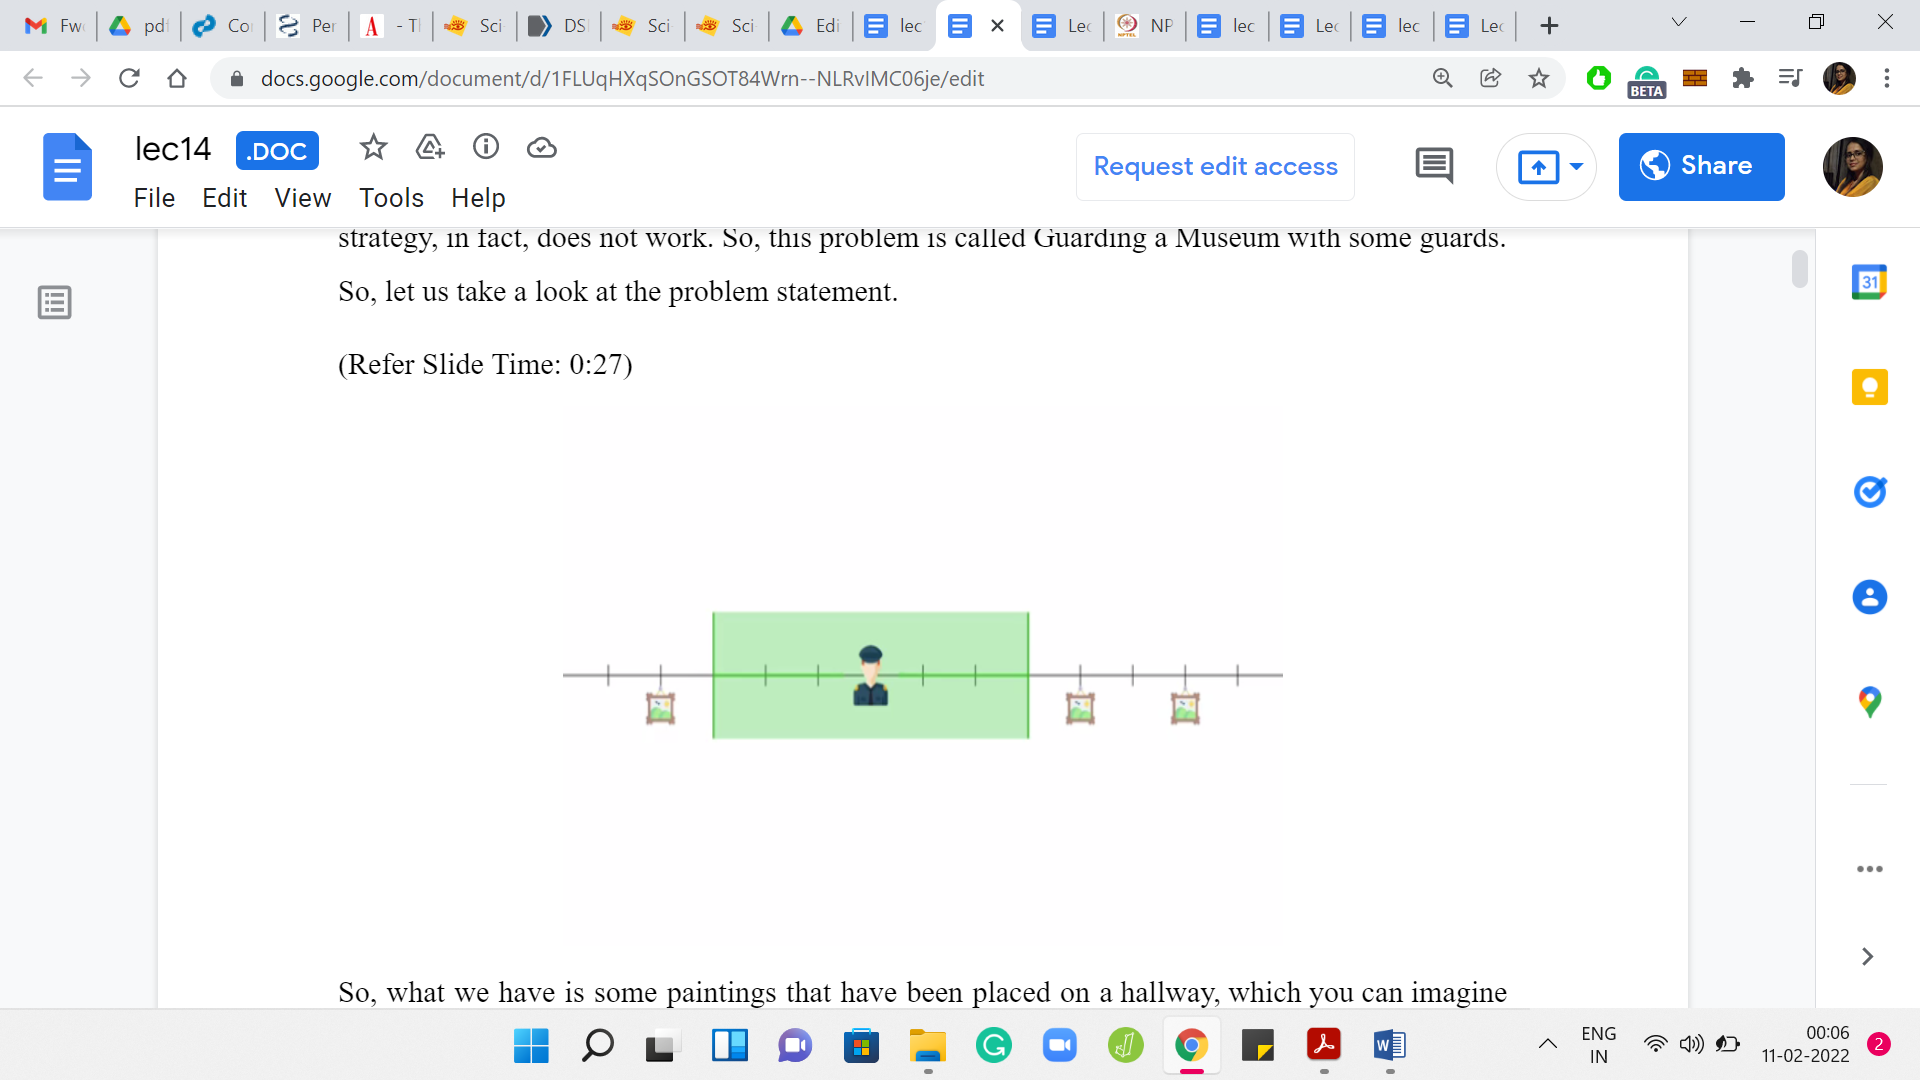 Fw
pdf
Co
Per
- Tl
Sci
DS
Sci
Sci
Edi
lec
Lec
NP
lec
Lec
lec
Lec
docs.google.com/document/d/1FLUqHXqSOnGSOT84Wrn--NLRvIMC06je/edit
BETA
lec14 .DOC
Request edit access
Share
File Edit View Tools Help
strategy, in fact, does not work. So, this problem is called Guarding a Museum with some guards.
So, let us take a look at the problem statement.
(Refer Slide Time: 0:27)
31
So, what we have is some paintings that have been placed on a hallway, which you can imagine
ENG
IN
00:06
11-02-2022
2